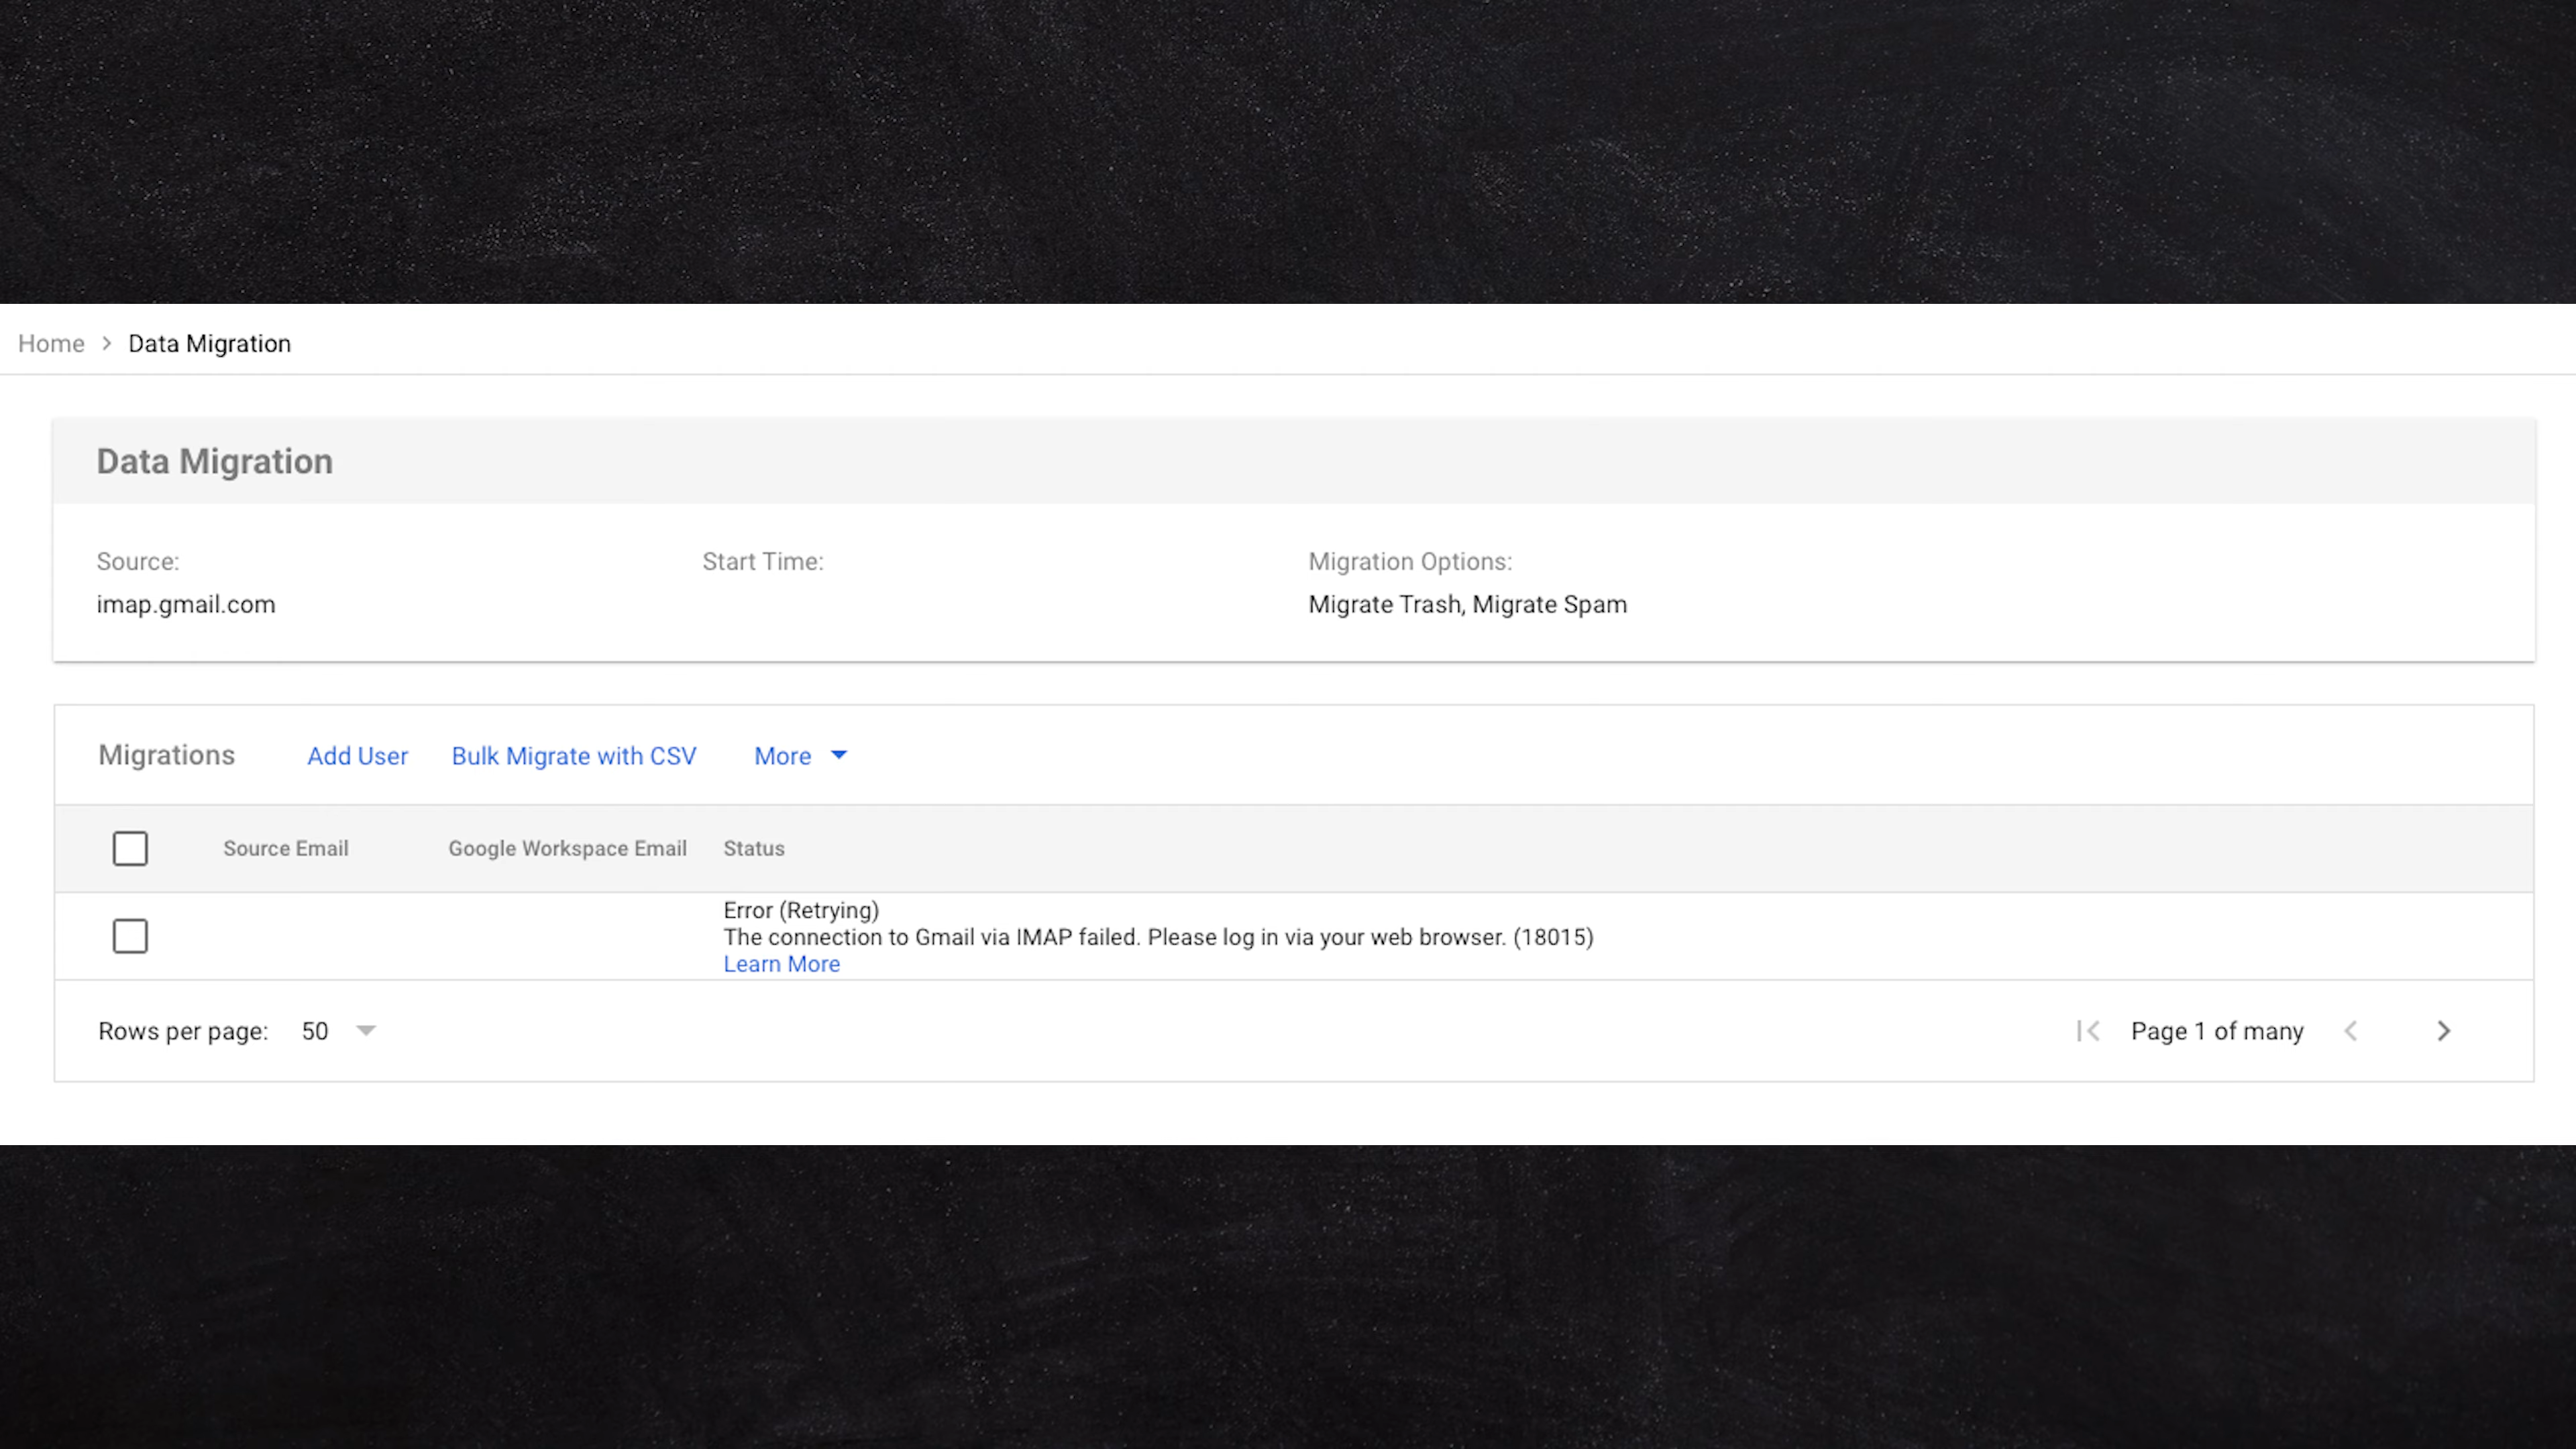 Home > Data Migration
Data Migration
Source:
imap.gmail.com
Start Time:
Migration Options:
Migrate Trash, Migrate Spam
Migrations Add User Bulk Migrate with CSV More
Source Email Google Workspace Email Status
Error (Retrying)
The connection to Gmail via IMAP failed. Please log in via your web browser. (18015)
Learn More
Rows per page: 50 Page 1 of many